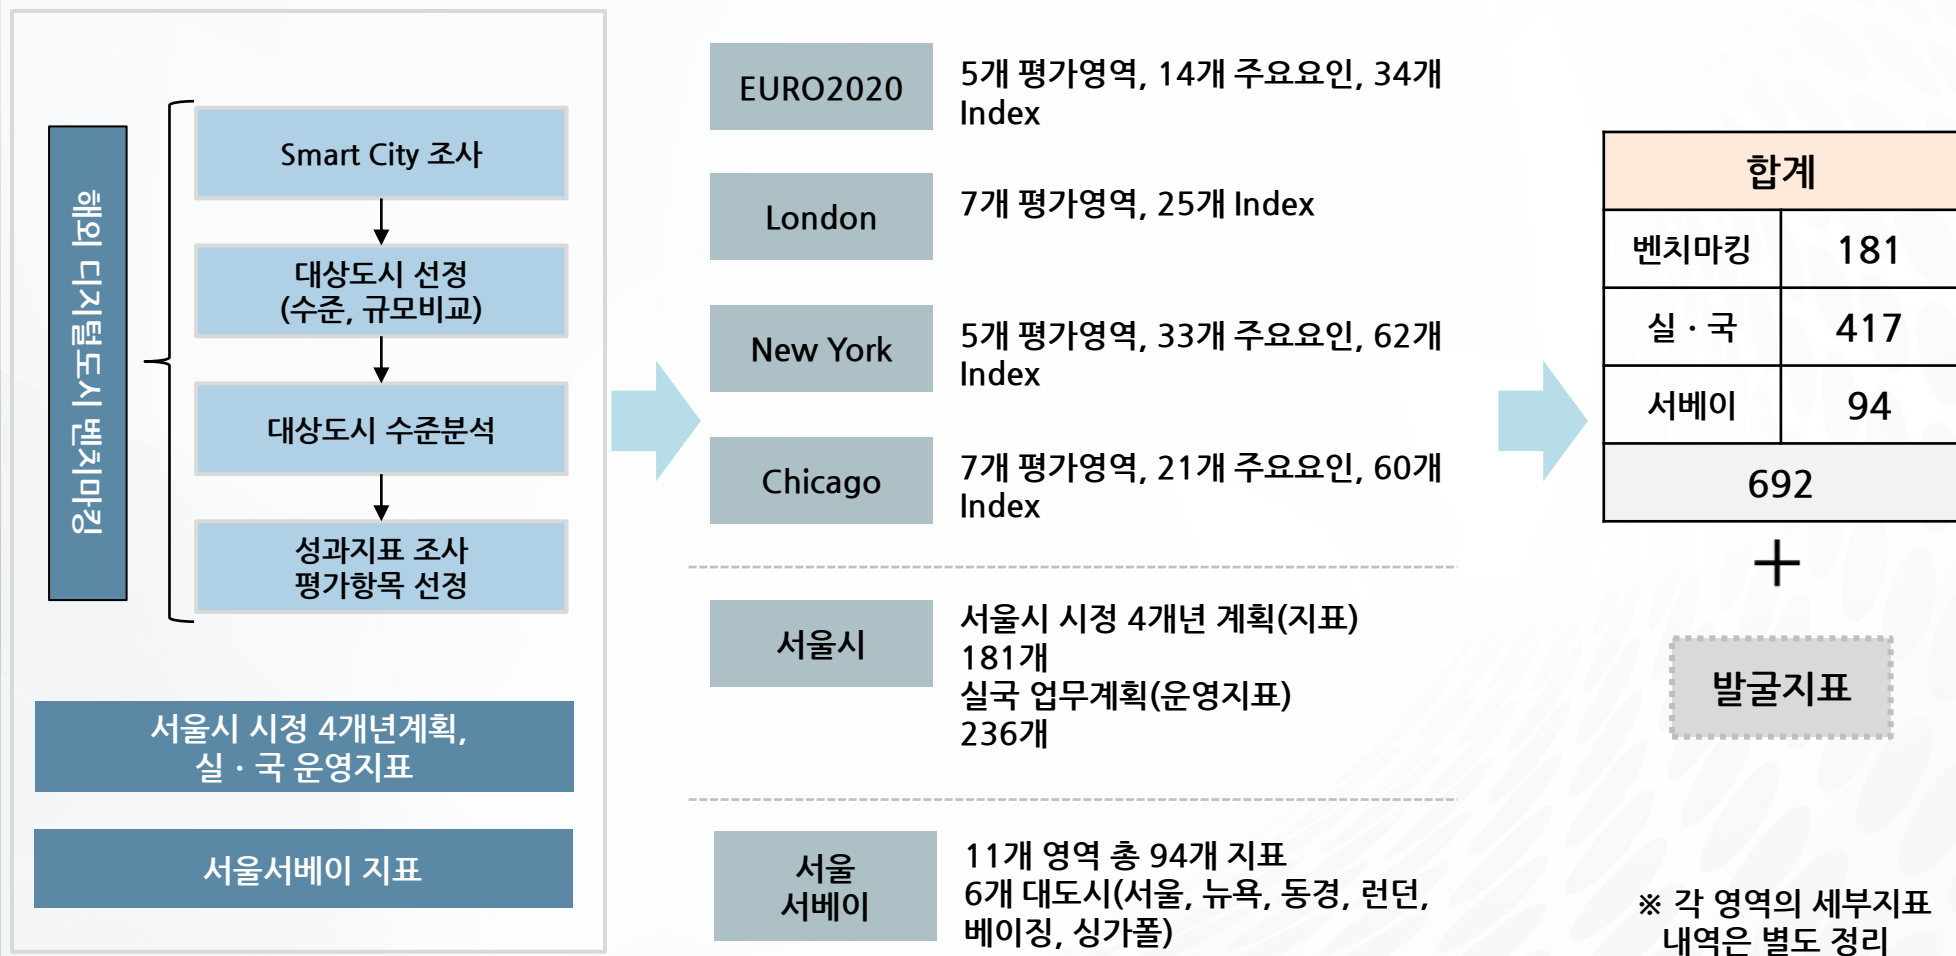 해외 디지털도시 벤치마킹
Smart City 조사
대상도시 선정
(수준, 규모비교)
대상도시 수준분석
성과지표 조사
평가항목 선정
서울시 시정 4개년계획,
실 · 국 운영지표
서울서베이 지표
EURO2020
5개 평가영역, 14개 주요요인, 34개
Index
London
7개 평가영역, 25개 Index
New York
5개 평가영역, 33개 주요요인, 62개
Index
Chicago
7개 평가영역, 21개 주요요인, 60개
Index
서울시
서울시 시정 4개년 계획(지표)
181개
실국 업무계획(운영지표)
236개
서울
서베이
11개 영역 총 94개 지표
6개 대도시(서울, 뉴욕, 동경, 런던,
베이징, 싱가폴)
합계
벤치마킹 181
실 · 국 417
서베이 94
692
+
발굴지표
※ 각 영역의 세부지표
내역은 별도 정리